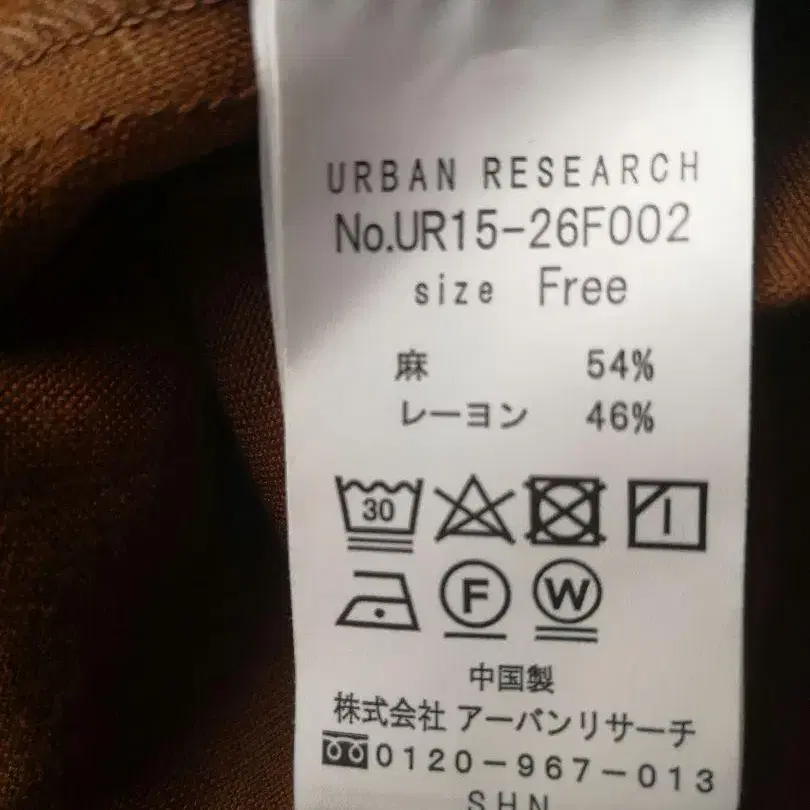 URBAN RESEARCH
No.UR15-26F002
size Free
麻 54%
レーヨン 46%
30
F W
中国製
株式会社 アーバンリサーチ
0120-967-013
SHN